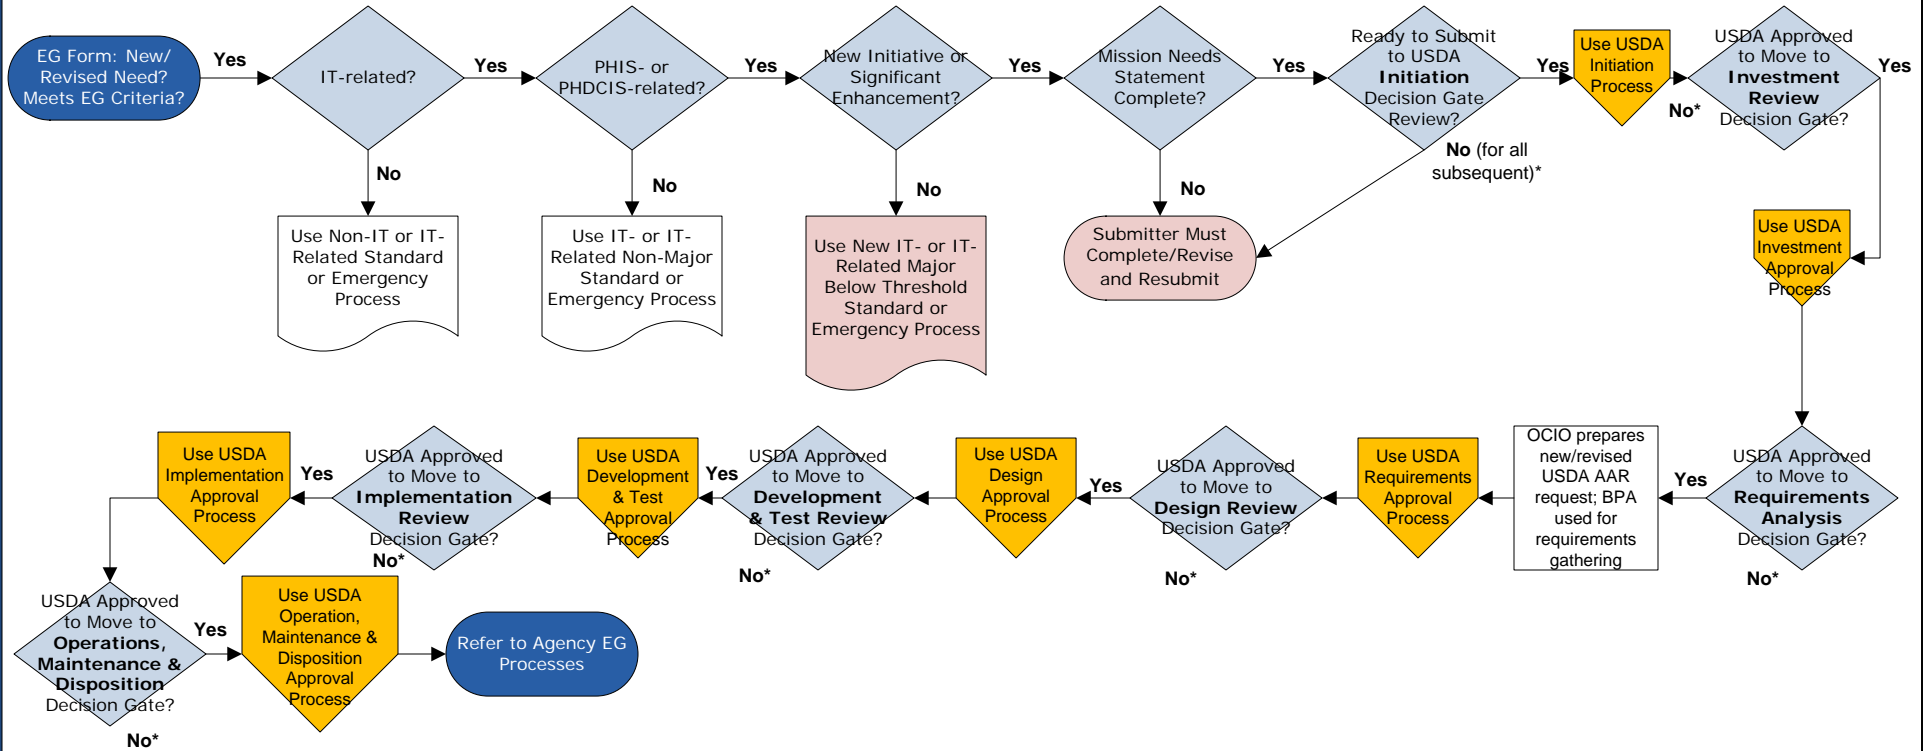 EG Form: New/
Revised Need?
Meets EG Criteria?
Yes
IT-related?
Yes
PHIS- or
PHDCIS-related?
Yes
New Initiative or
Significant
Enhancement?
Yes
Mission Needs
Statement
Complete?
Yes
Ready to Submit
to USDA
Initiation
Decision Gate
Review?
Yes
Use USDA
Initiation
Process
No*
USDA Approved
to Move to
Investment
Review
Decision Gate?
Yes
No
No
No
No
No (for all
subsequent)*
Use Non-IT or IT-
Related Standard
or Emergency
Process
Use IT- or IT-
Related Non-Major
Standard or
Emergency Process
Use New IT- or IT-
Related Major
Below Threshold
Standard or
Emergency Process
Submitter Must
Complete/Revise
and Resubmit
Use USDA
Investment
Approval
Process
USDA Approved
to Move to
Requirements
Analysis
Decision Gate?
No*
Yes
OCIO prepares
new/revised
USDA AAR
request; BPA
used for
requirements
gathering
Use USDA
Requirements
Approval
Process
USDA Approved
to Move to
Design Review
Decision Gate?
No*
Yes
Use USDA
Design
Approval
Process
USDA Approved
to Move to
Development
& Test Review
Decision Gate?
No*
Yes
Use USDA
Development
& Test
Approval
Process
USDA Approved
to Move to
Implementation
Review
Decision Gate?
No*
Yes
Use USDA
Implementation
Approval
Process
USDA Approved
to Move to
Operations,
Maintenance &
Disposition
Decision Gate?
No*
Yes
Use USDA
Operation,
Maintenance &
Disposition
Approval
Process
Refer to Agency EG
Processes